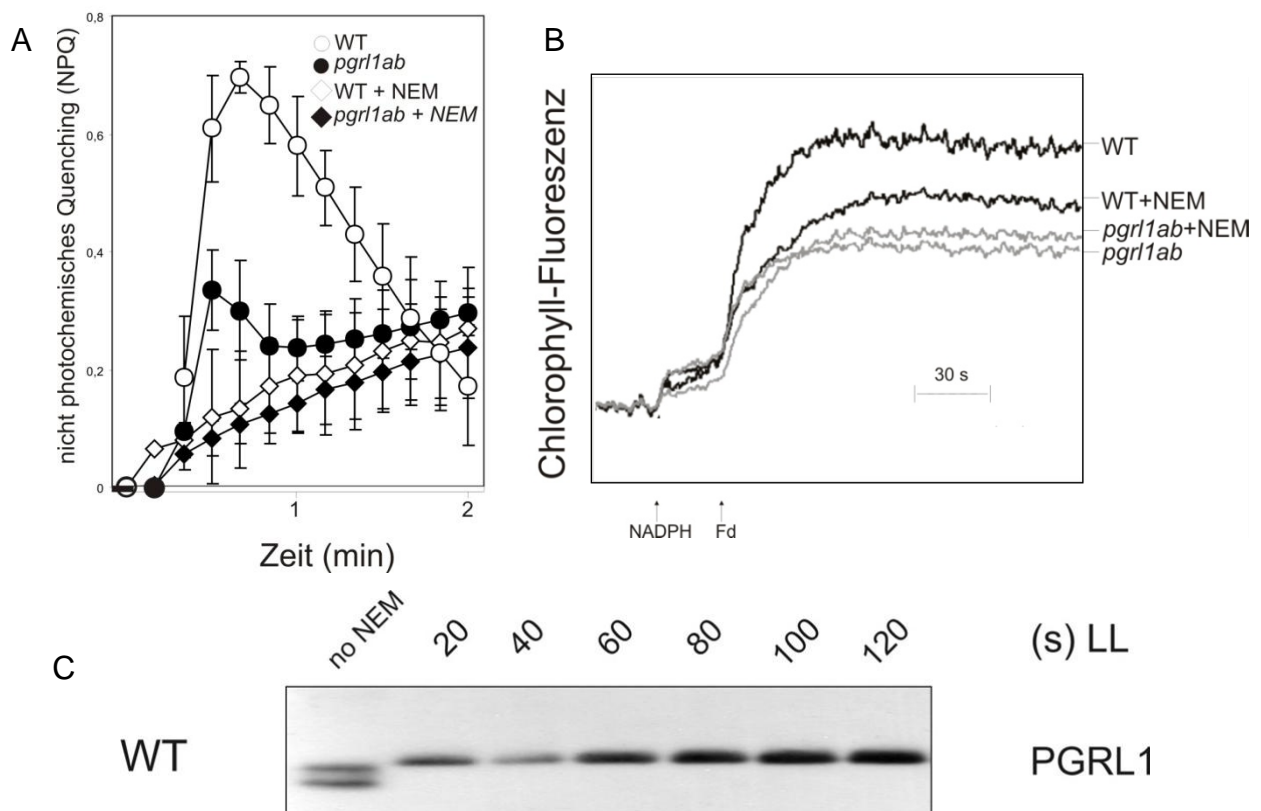 A
nicht photochemisches Quenching (NPQ)
0,8
0,6
0,4
0,2
0
WT
pgrl1ab
WT + NEM
pgrl1ab + NEM
1
2
Zeit (min)
B
Chlorophyll-Fluoreszenz
WT
WT+NEM
pgrl1ab+NEM
pgrl1ab
30 s
NADPH
Fd
C
no NEM
20
40
60
80
100
120
(s) LL
WT
PGRL1